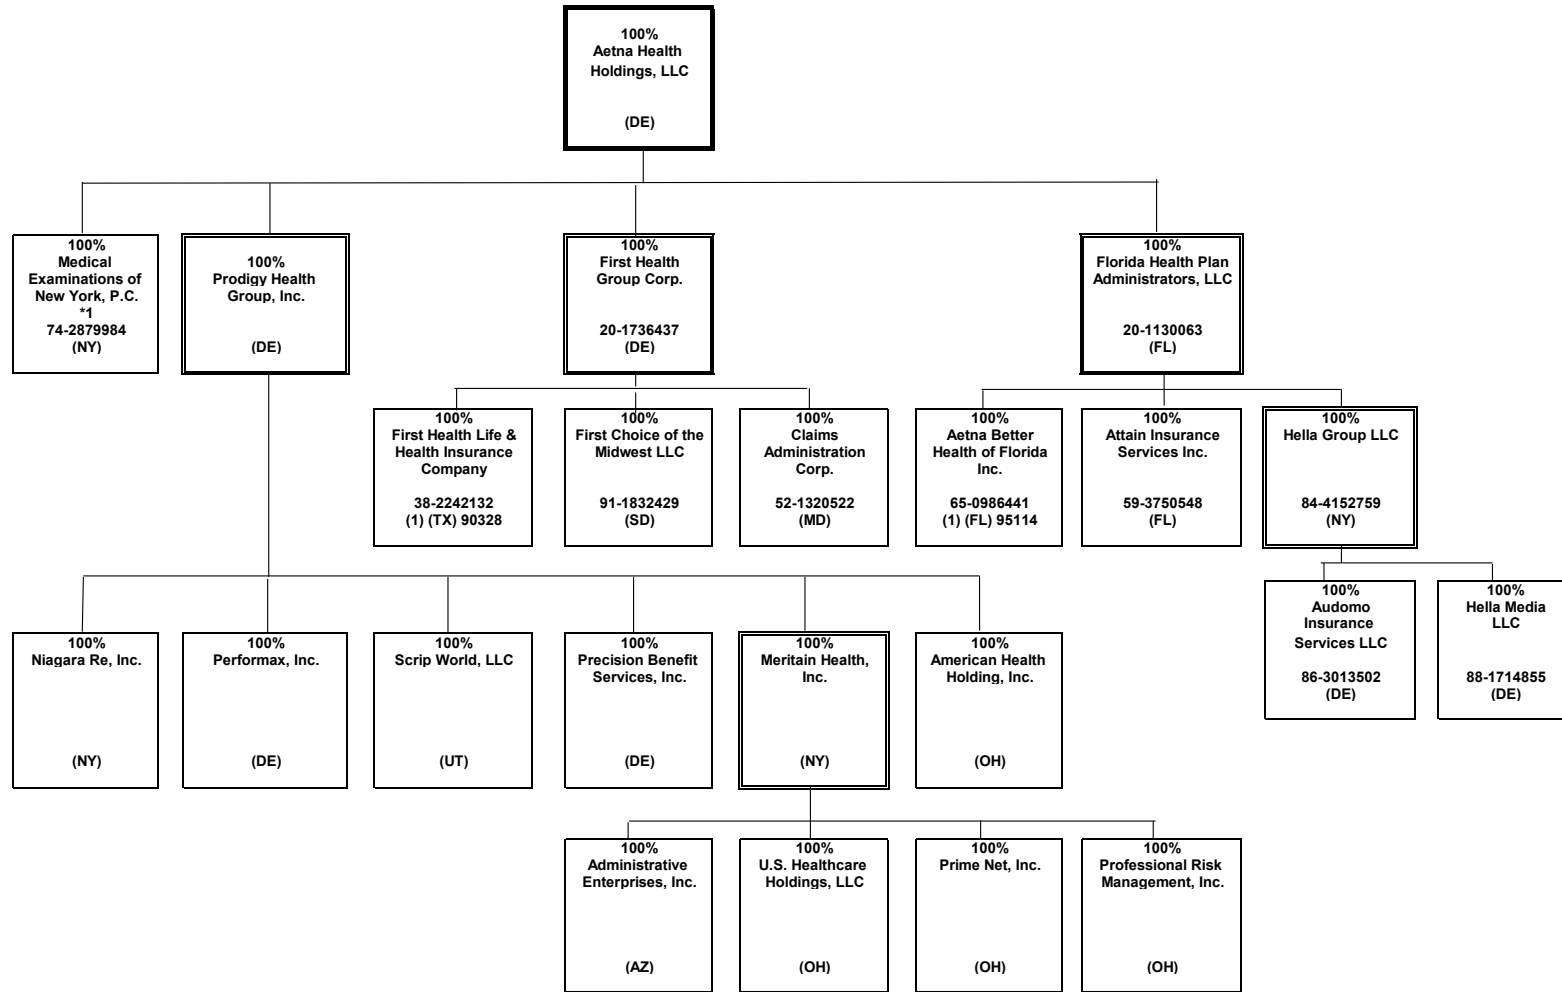 100%
Aetna Health
Holdings, LLC
(DE)
100%
Medical
Examinations of
New York, P.C.
*1
74-2879984
(NY)
100%
Prodigy Health
Group, Inc.
(DE)
100%
First Health
Group Corp.
20-1736437
(DE)
100%
Florida Health Plan
Administrators, LLC
20-1130063
(FL)
100%
First Health Life &
Health Insurance
Company
38-2242132
(1) (TX) 90328
100%
First Choice of the
Midwest LLC
91-1832429
(SD)
100%
Claims
Administration
Corp.
52-1320522
(MD)
100%
Aetna Better
Health of Florida
Inc.
65-0986441
(1) (FL) 95114
100%
Attain Insurance
Services Inc.
59-3750548
(FL)
100%
Hella Group LLC
84-4152759
(NY)
100%
Audomo
Insurance
Services LLC
86-3013502
(DE)
100%
Hella Media
LLC
88-1714855
(DE)
100%
Niagara Re, Inc.
(NY)
100%
Performax, Inc.
(DE)
100%
Scrip World, LLC
(UT)
100%
Precision Benefit
Services, Inc.
(DE)
100%
Meritain Health,
Inc.
(NY)
100%
American Health
Holding, Inc.
(OH)
100%
Administrative
Enterprises, Inc.
(AZ)
100%
U.S. Healthcare
Holdings, LLC
(OH)
100%
Prime Net, Inc.
(OH)
100%
Professional Risk
Management, Inc.
(OH)